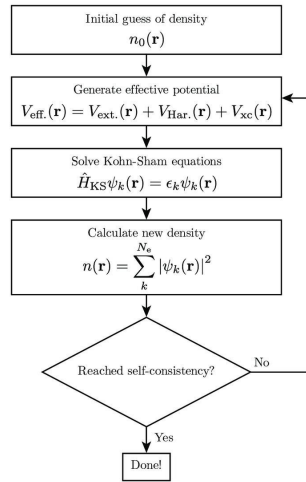 Initial guess of density
n₀(r)
Generate effective potential
V_eff.(r) = V_ext.(r) + V_Har.(r) + V_xc(r)
Solve Kohn-Sham equations
Ĥ_KS ψ_k(r) = ϵ_k ψ_k(r)
Calculate new density
n(r) = ∑_k^{N_e} |ψ_k(r)|²
Reached self-consistency?
No
Yes
Done!